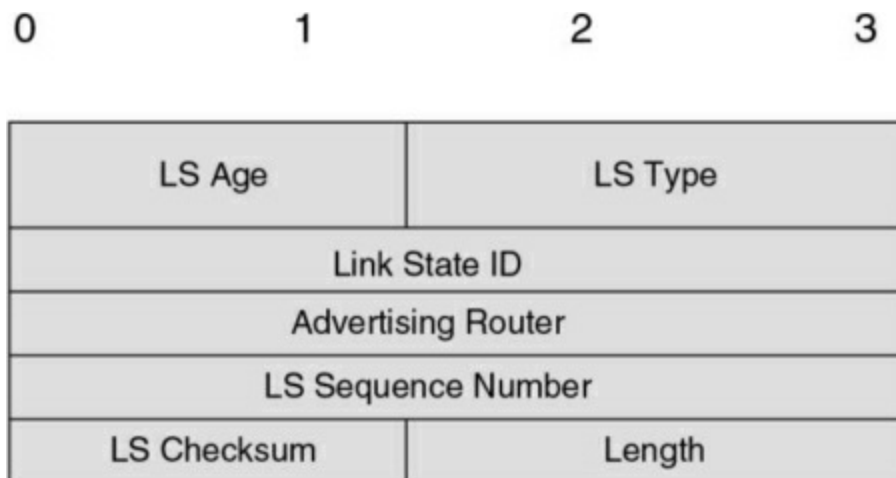 0 1 2 3
LS Age LS Type
Link State ID
Advertising Router
LS Sequence Number
LS Checksum Length